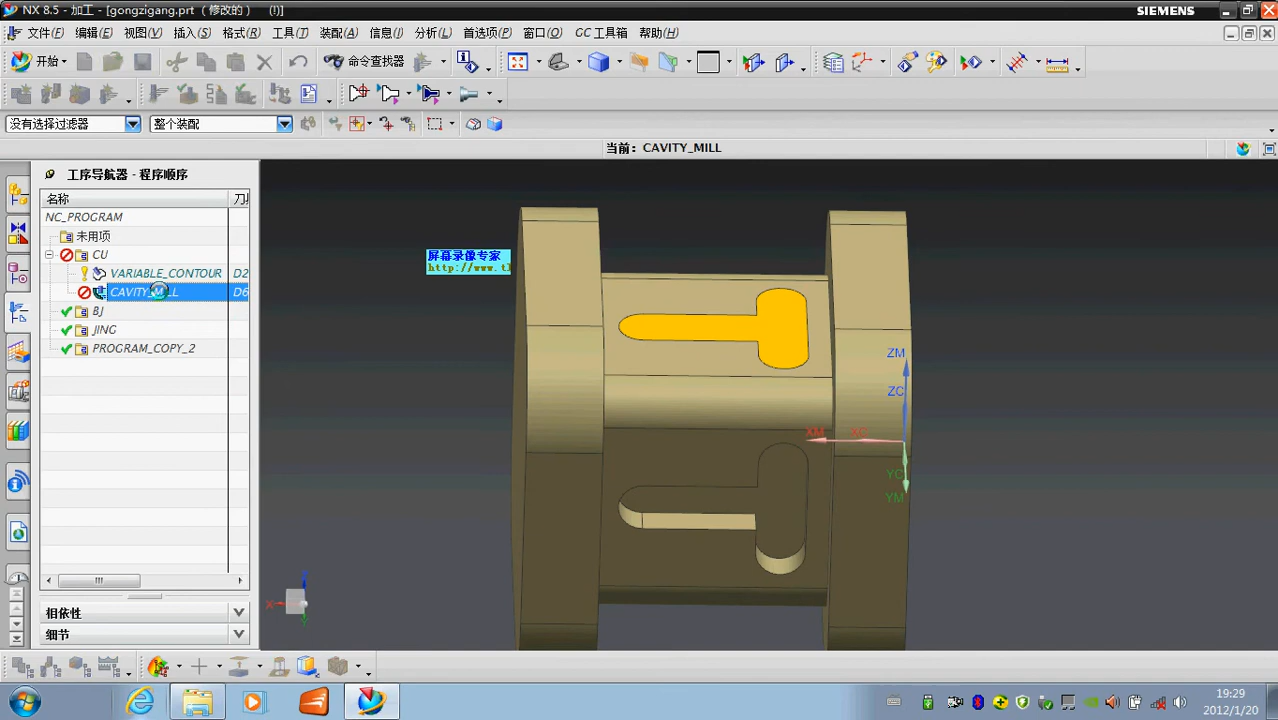 NX 8.5 - 加工 - [gongzigang.prt （修改的） (!)]
SIEMENS
文件(F) 编辑(E) 视图(V) 插入(S) 格式(R) 工具(T) 装配(A) 信息(I) 分析(L) 首选项(P) 窗口(O) GC 工具箱 帮助(H)
开始 命令查找器
没有选择过滤器 整个装配
当前: CAVITY_MILL
工序导航器 - 程序顺序
名称 刀
NC_PROGRAM
未用项
CU
VARIABLE_CONTOUR D2
CAVITY_MILL D6
BJ
JING
PROGRAM_COPY_2
相依性
细节
屏幕录像专家
http://www.tl
ZM
ZC
XM XC
YC
YM
Z
X
Y
19:29
2012/1/20